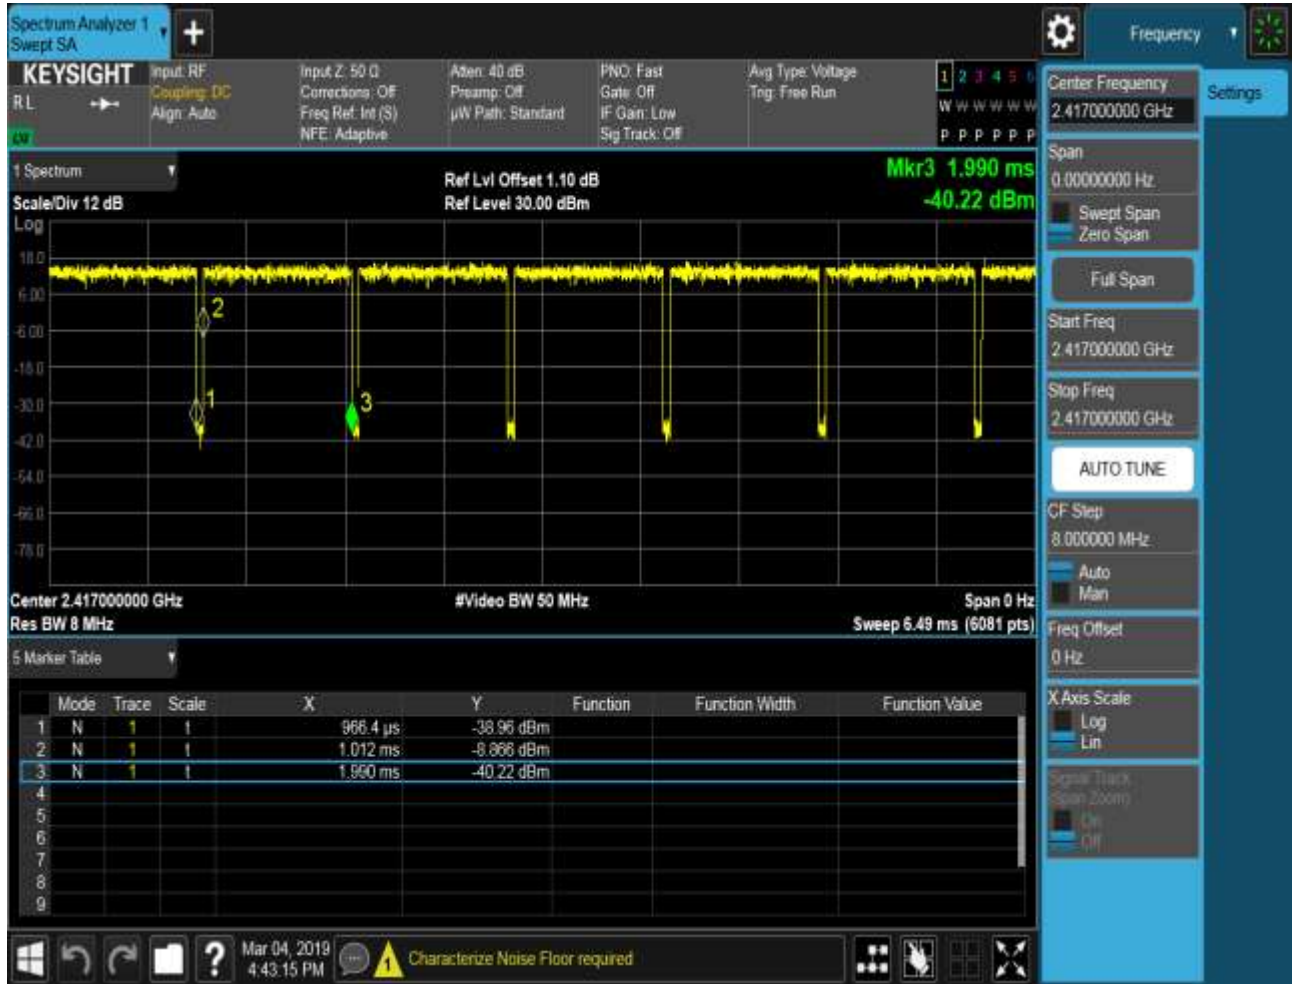 Spectrum Analyzer 1
Swept SA
+
Frequency
KEYSIGHT
RL
Input: RF
Coupling: DC
Align: Auto
Input Z: 50 Ω
Corrections: Off
Freq Ref: Int (S)
NFE: Adaptive
Atten: 40 dB
Preamp: Off
µW Path: Standard
PNO: Fast
Gate: Off
IF Gain: Low
Sig Track: Off
Avg Type: Voltage
Trig: Free Run
1 2 3 4 5 6
W W W W W W
P P P P P P
1 Spectrum
Scale/Div 12 dB
Ref Lvl Offset 1.10 dB
Ref Level 30.00 dBm
Mkr3 1.990 ms
-40.22 dBm
Log
18.0
6.00
-6.00
-18.0
-30.0
-42.0
-54.0
-66.0
-78.0
2
1
3
Center 2.417000000 GHz
Res BW 8 MHz
#Video BW 50 MHz
Span 0 Hz
Sweep 6.49 ms (6081 pts)
5 Marker Table
Mode Trace Scale X Y Function Function Width Function Value
1 N 1 t 966.4 µs -38.96 dBm
2 N 1 t 1.012 ms -8.866 dBm
3 N 1 t 1.990 ms -40.22 dBm
4
5
6
7
8
9
Mar 04, 2019
4:43:15 PM
1
Characterize Noise Floor required
Center Frequency
2.417000000 GHz
Settings
Span
0.00000000 Hz
Swept Span
Zero Span
Full Span
Start Freq
2.417000000 GHz
Stop Freq
2.417000000 GHz
AUTO TUNE
CF Step
8.000000 MHz
Auto
Man
Freq Offset
0 Hz
X Axis Scale
Log
Lin
Signal Track
(Span Zoom)
On
Off